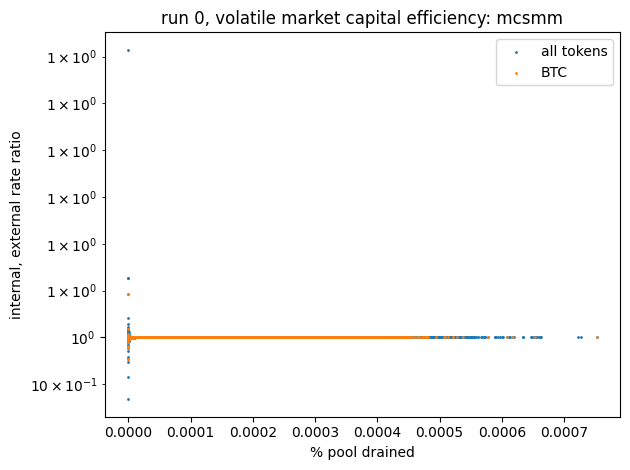 run 0, volatile market capital efficiency: mcsmm
all tokens
BTC
internal, external rate ratio
1 × 10⁰
1 × 10⁰
1 × 10⁰
1 × 10⁰
1 × 10⁰
1 × 10⁰
10⁰
10 × 10⁻¹
0.0000 0.0001 0.0002 0.0003 0.0004 0.0005 0.0006 0.0007
% pool drained